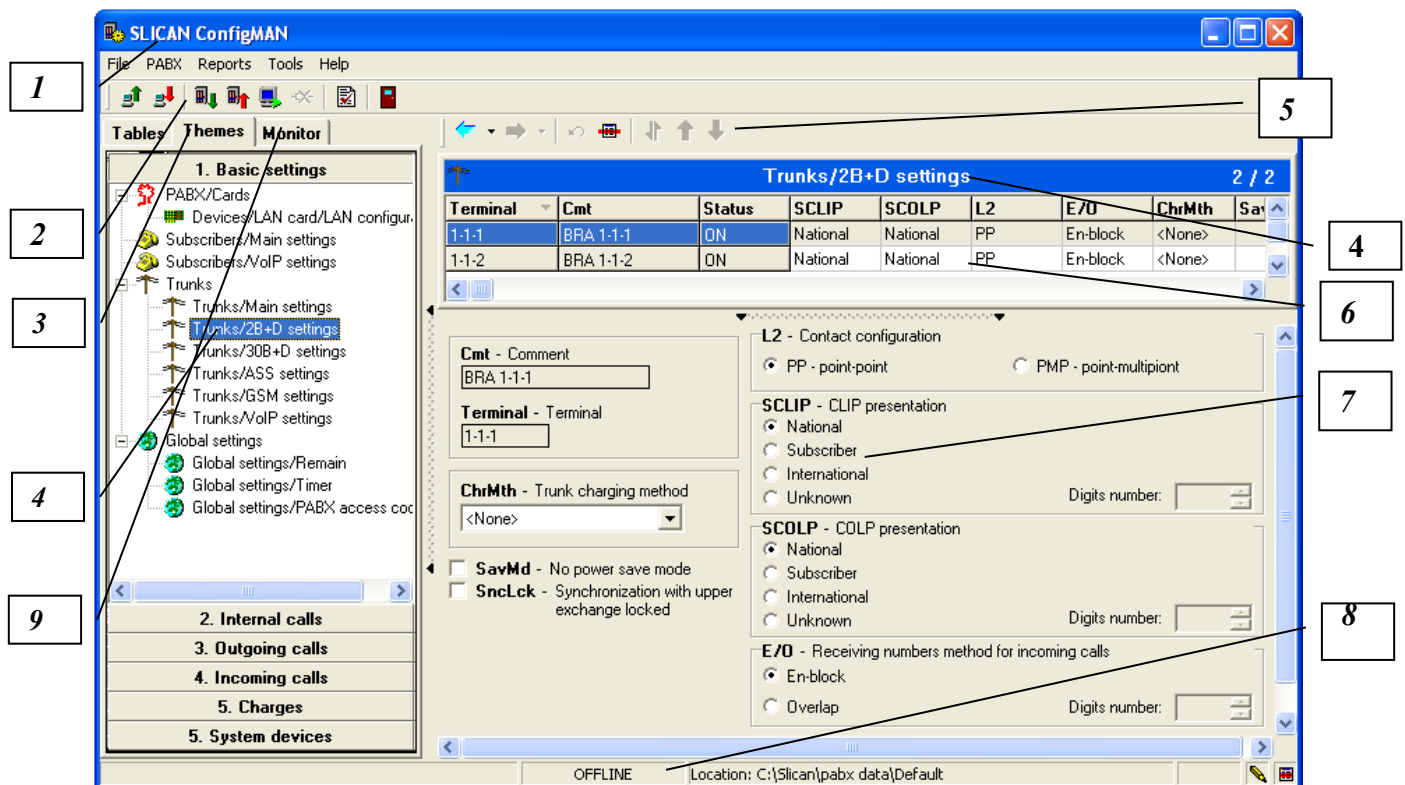 SLICAN ConfigMAN
File PABX Reports Tools Help
1
5
Tables Themes Monitor
1. Basic settings
PABX/Cards
Devices/LAN card/LAN configur
Subscribers/Main settings
Subscribers/VoIP settings
Trunks
Trunks/Main settings
Trunks/2B+D settings
Trunks/30B+D settings
Trunks/ASS settings
Trunks/GSM settings
Trunks/VoIP settings
Global settings
Global settings/Remain
Global settings/Timer
Global settings/PABX access coc
2. Internal calls
3. Outgoing calls
4. Incoming calls
5. Charges
5. System devices
2
3
4
9
Trunks/2B+D settings 2 / 2
Terminal Cmt Status SCLIP SCOLP L2 E/O ChrMth Sav
1-1-1 BRA 1-1-1 ON National National PP En-block <None>
1-1-2 BRA 1-1-2 ON National National PP En-block <None>
4
6
7
8
Cmt - Comment
BRA 1-1-1
Terminal - Terminal
1-1-1
ChrMth - Trunk charging method
<None>
SavMd - No power save mode
SncLck - Synchronization with upper
exchange locked
L2 - Contact configuration
PP - point-point PMP - point-multipiont
SCLIP - CLIP presentation
National
Subscriber
International
Unknown Digits number:
SCOLP - COLP presentation
National
Subscriber
International
Unknown Digits number:
E/O - Receiving numbers method for incoming calls
En-block
Overlap Digits number:
OFFLINE Location: C:\Slican\pabx data\Default